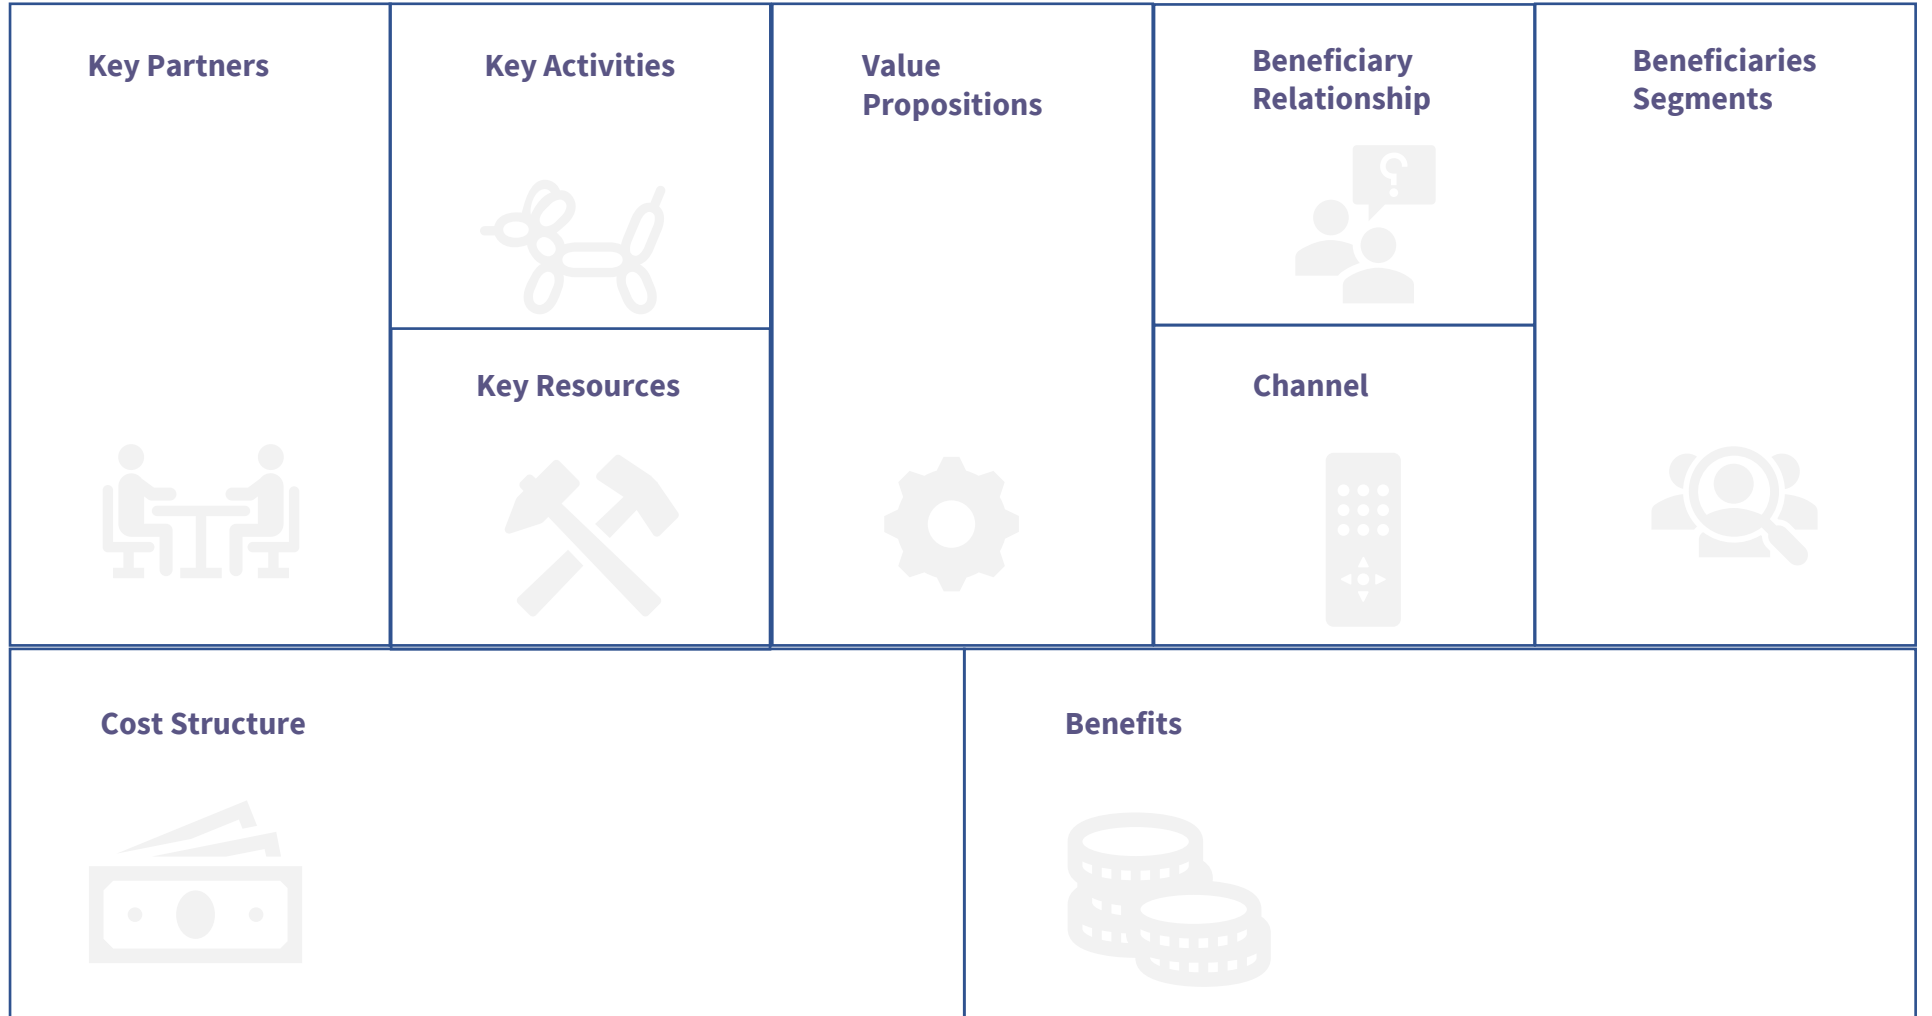 Key Partners
Key Activities
Value
Propositions
Beneficiary
Relationship
Beneficiaries
Segments
Key Resources
Channel
Cost Structure
Benefits